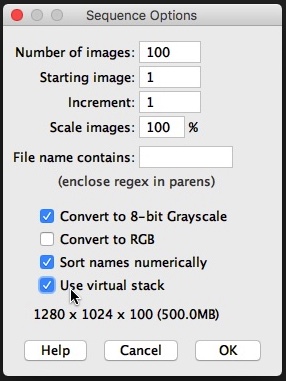 Sequence Options
Number of images: 100
Starting image: 1
Increment: 1
Scale images: 100 %
File name contains:
(enclose regex in parens)
Convert to 8-bit Grayscale
Convert to RGB
Sort names numerically
Use virtual stack
1280 x 1024 x 100 (500.0MB)
Help Cancel OK